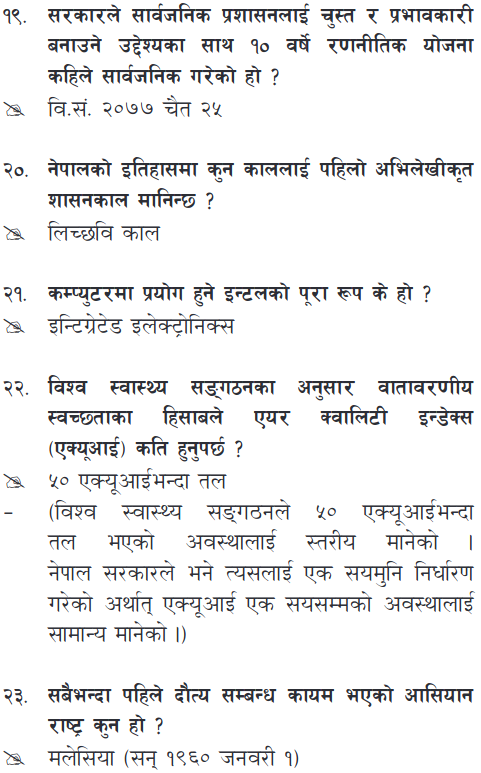 १९. सरकारले सार्वजनिक प्रशासनलाई चुस्त र प्रभावकारी
बनाउने उद्देश्यका साथ १० वर्षे रणनीतिक योजना
कहिले सार्वजनिक गरेको हो ?
वि.सं. २०७७ चैत २५
२०. नेपालको इतिहासमा कुन काललाई पहिलो अभिलेखीकृत
शासनकाल मानिन्छ ?
लिच्छवि काल
२१. कम्प्युटरमा प्रयोग हुने इन्टलको पूरा रूप के हो ?
इन्टिग्रेटेड इलेक्ट्रोनिक्स
२२. विश्व स्वास्थ्य सङ्गठनका अनुसार वातावरणीय
स्वच्छताका हिसाबले एयर क्वालिटी इन्डेक्स
(एक्यूआई) कति हुनुपर्छ ?
५० एक्यूआईभन्दा तल
– (विश्व स्वास्थ्य सङ्गठनले ५० एक्यूआईभन्दा
तल भएको अवस्थालाई स्तरीय मानेको ।
नेपाल सरकारले भने त्यसलाई एक सयमुनि निर्धारण
गरेको अर्थात् एक्यूआई एक सयसम्मको अवस्थालाई
सामान्य मानेको ।)
२३. सबैभन्दा पहिले दौत्य सम्बन्ध कायम भएको आसियान
राष्ट्र कुन हो ?
मलेसिया (सन् १९६० जनवरी १)